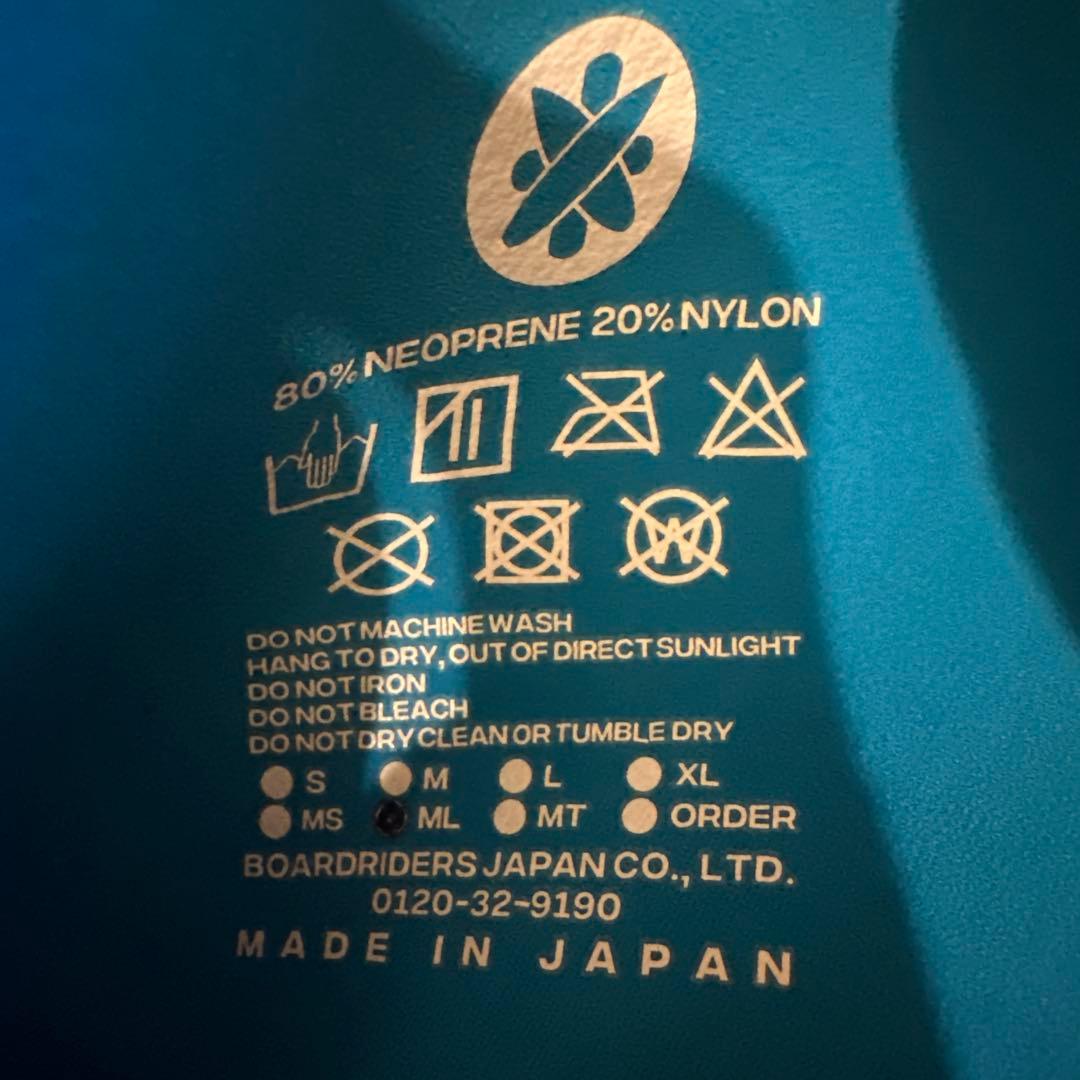 80% NEOPRENE 20% NYLON
W
DO NOT MACHINE WASH
HANG TO DRY, OUT OF DIRECT SUNLIGHT
DO NOT IRON
DO NOT BLEACH
DO NOT DRY CLEAN OR TUMBLE DRY
S M L XL
MS ML MT ORDER
BOARDRIDERS JAPAN CO., LTD.
0120-32-9190
MADE IN JAPAN